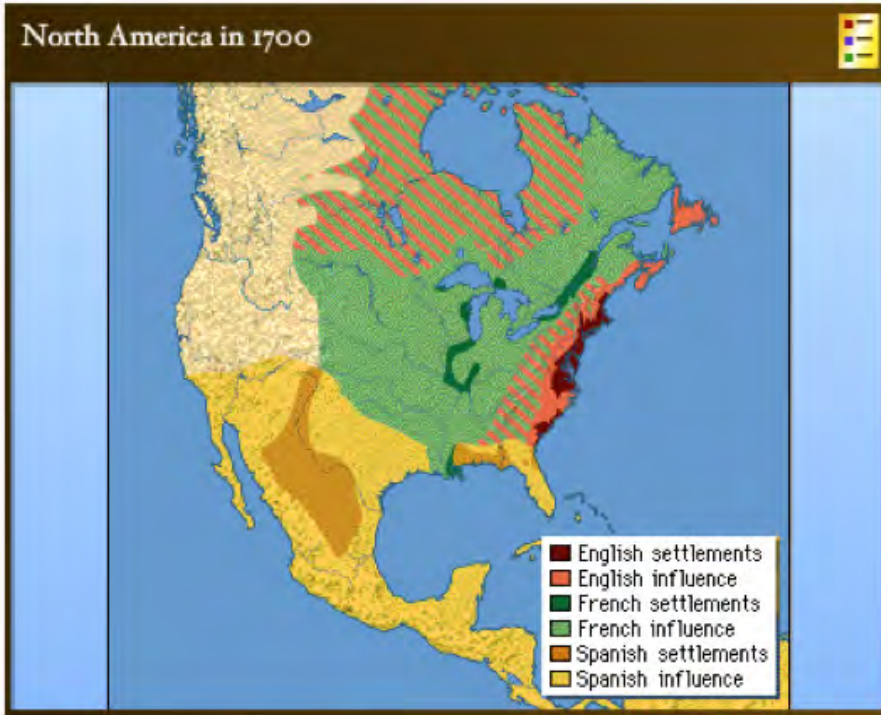 North America in 1700
English settlements
English influence
French settlements
French influence
Spanish settlements
Spanish influence